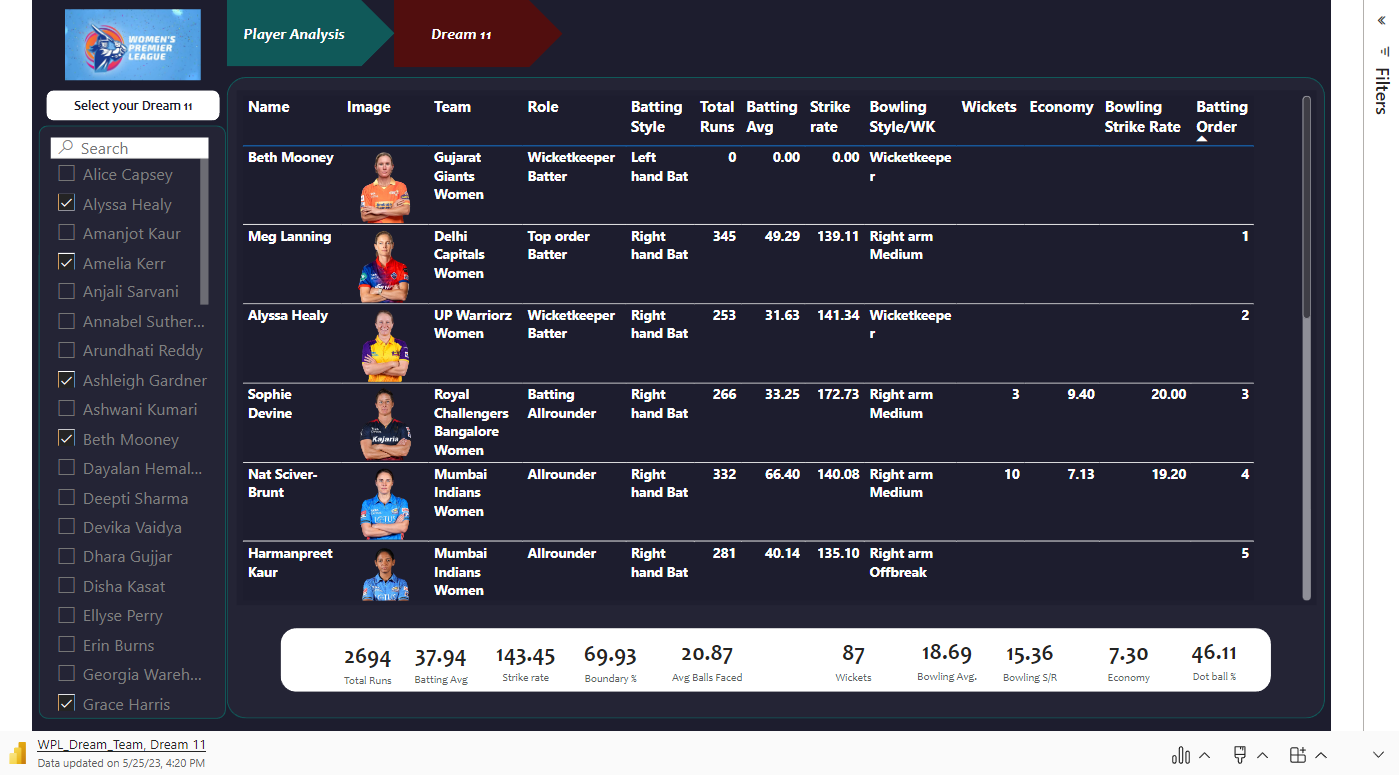 WOMEN'S
PREMIER
LEAGUE
Player Analysis
Dream 11
Filters
Select your Dream 11
Search
Alice Capsey
Alyssa Healy
Amanjot Kaur
Amelia Kerr
Anjali Sarvani
Annabel Suther...
Arundhati Reddy
Ashleigh Gardner
Ashwani Kumari
Beth Mooney
Dayalan Hemal...
Deepti Sharma
Devika Vaidya
Dhara Gujjar
Disha Kasat
Ellyse Perry
Erin Burns
Georgia Wareh...
Grace Harris
Name Image Team Role Batting Total Batting Strike Bowling Wickets Economy Bowling Batting
Style Runs Avg rate Style/WK Strike Rate Order
Beth Mooney Gujarat Wicketkeeper Left 0 0.00 0.00 Wicketkeepe
Giants Batter hand Bat r
Women
Meg Lanning Delhi Top order Right 345 49.29 139.11 Right arm 1
Capitals Batter hand Bat Medium
Women
Alyssa Healy UP Warriorz Wicketkeeper Right 253 31.63 141.34 Wicketkeepe 2
Women Batter hand Bat r
Sophie Royal Batting Right 266 33.25 172.73 Right arm 3 9.40 20.00 3
Devine Challengers Allrounder hand Bat Medium
Bangalore
Women
Kajaria
Nat Sciver- Mumbai Allrounder Right 332 66.40 140.08 Right arm 10 7.13 19.20 4
Brunt Indians hand Bat Medium
Women
Harmanpreet Mumbai Allrounder Right 281 40.14 135.10 Right arm 5
Kaur Indians hand Bat Offbreak
Women
2694 37.94 143.45 69.93 20.87 87 18.69 15.36 7.30 46.11
Total Runs Batting Avg Strike rate Boundary % Avg Balls Faced Wickets Bowling Avg. Bowling S/R Economy Dot ball %
WPL_Dream_Team, Dream 11
Data updated on 5/25/23, 4:20 PM